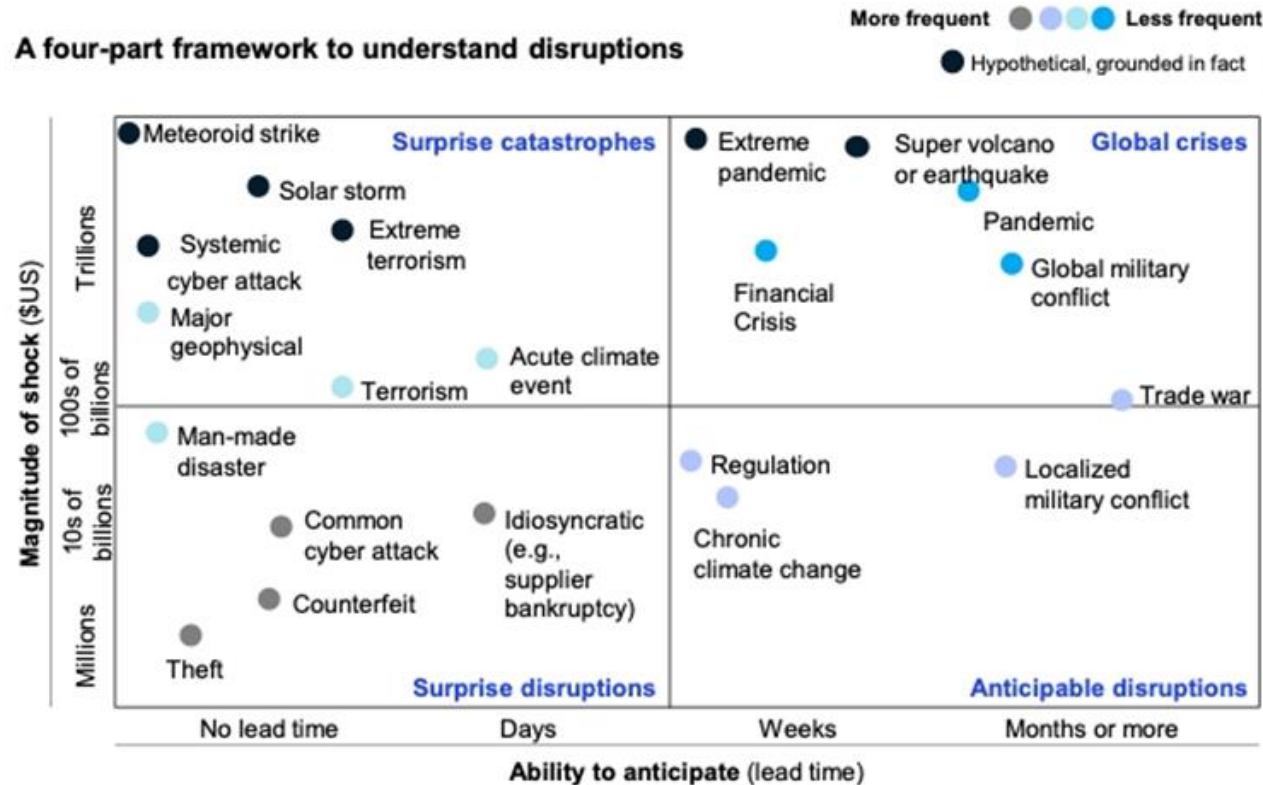 More frequent
Less frequent
A four-part framework to understand disruptions
Hypothetical, grounded in fact
Magnitude of shock ($US)
Trillions
100s of
billions
10s of
billions
Millions
Surprise catastrophes
Meteoroid strike
Solar storm
Systemic
cyber attack
Extreme
terrorism
Major
geophysical
Acute climate
event
Terrorism
Global crises
Extreme
pandemic
Super volcano
or earthquake
Pandemic
Financial
Crisis
Global military
conflict
Trade war
Man-made
disaster
Common
cyber attack
Idiosyncratic
(e.g.,
supplier
bankruptcy)
Counterfeit
Theft
Surprise disruptions
Regulation
Localized
military conflict
Chronic
climate change
Anticipable disruptions
No lead time
Days
Weeks
Months or more
Ability to anticipate (lead time)